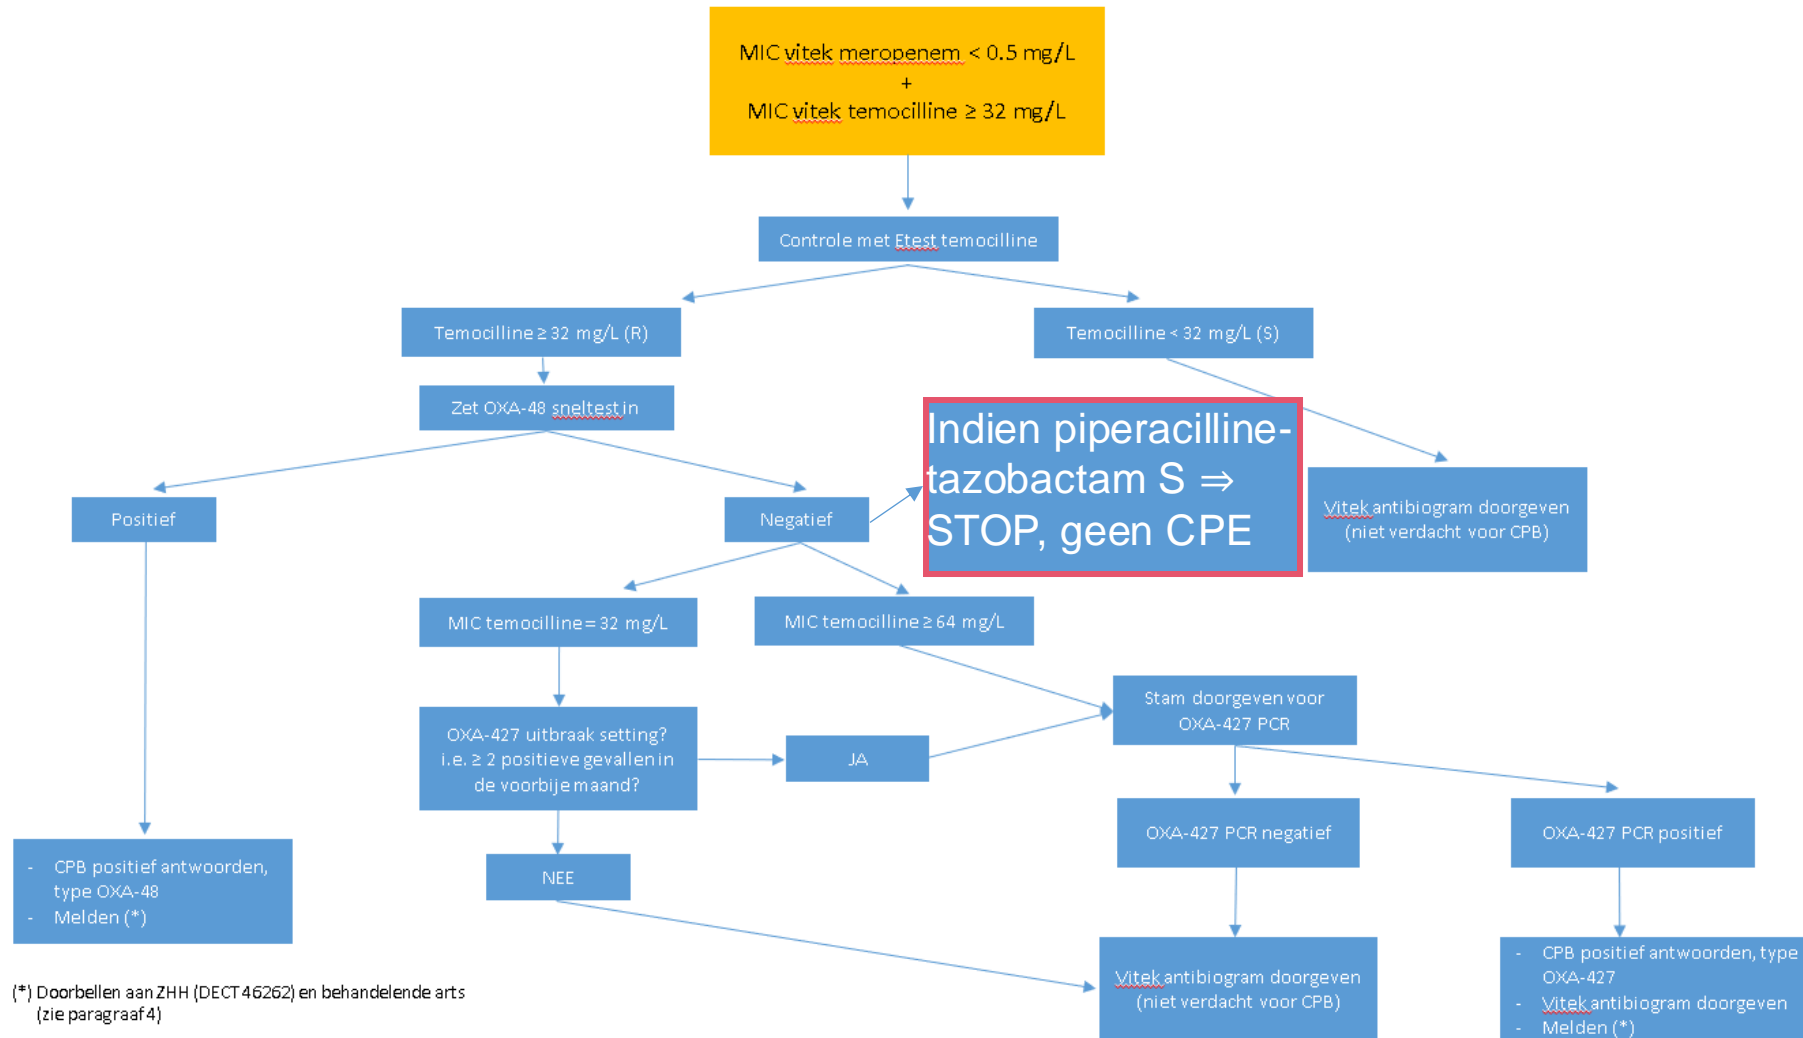 MIC vitek meropenem < 0.5 mg/L
+
MIC vitek temocilline ≥ 32 mg/L
Controle met Etest temocilline
Temocilline ≥ 32 mg/L (R)
Temocilline < 32 mg/L (S)
Zet OXA-48 sneltest in
Indien piperacilline-
tazobactam S ⇒
STOP, geen CPE
Positief
Negatief
Vitek antibiogram doorgeven
(niet verdacht voor CPB)
MIC temocilline = 32 mg/L
MIC temocilline ≥ 64 mg/L
Stam doorgeven voor
OXA-427 PCR
OXA-427 uitbraak setting?
i.e. ≥ 2 positieve gevallen in
de voorbije maand?
JA
OXA-427 PCR negatief
OXA-427 PCR positief
- CPB positief antwoorden,
type OXA-48
- Melden (*)
NEE
Vitek antibiogram doorgeven
(niet verdacht voor CPB)
- CPB positief antwoorden, type
OXA-427
- Vitek antibiogram doorgeven
- Melden (*)
(*) Doorbellen aan ZHH (DECT 46262) en behandelende arts
(zie paragraaf 4)